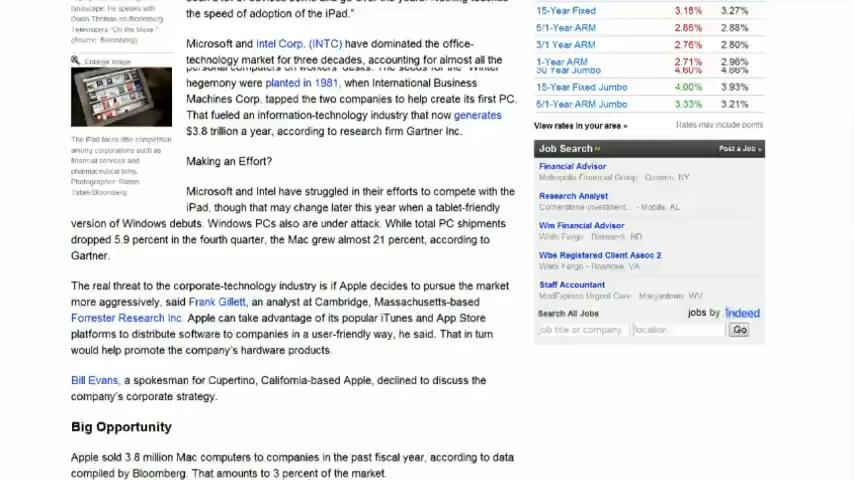 landscape. He speaks with
Owen Thomas on Bloomberg
Television's "On the Move."
(Source: Bloomberg)
Enlarge image
The iPad faces little competition
among corporations such as
financial services and
pharmaceutical firms.
Photographer: Ramin
Talaie/Bloomberg
the speed of adoption of the iPad."
Microsoft and Intel Corp. (INTC) have dominated the office-
technology market for three decades, accounting for almost all the
personal computers on workers' desks. The seeds for the "Wintel"
hegemony were planted in 1981, when International Business
Machines Corp. tapped the two companies to help create its first PC.
That fueled an information-technology industry that now generates
$3.8 trillion a year, according to research firm Gartner Inc.
Making an Effort?
Microsoft and Intel have struggled in their efforts to compete with the
iPad, though that may change later this year when a tablet-friendly
version of Windows debuts. Windows PCs also are under attack. While total PC shipments
dropped 5.9 percent in the fourth quarter, the Mac grew almost 21 percent, according to
Gartner.
The real threat to the corporate-technology industry is if Apple decides to pursue the market
more aggressively, said Frank Gillett, an analyst at Cambridge, Massachusetts-based
Forrester Research Inc. Apple can take advantage of its popular iTunes and App Store
platforms to distribute software to companies in a user-friendly way, he said. That in turn
would help promote the company's hardware products.
Bill Evans, a spokesman for Cupertino, California-based Apple, declined to discuss the
company's corporate strategy.
Big Opportunity
Apple sold 3.8 million Mac computers to companies in the past fiscal year, according to data
compiled by Bloomberg. That amounts to 3 percent of the market.
15-Year Fixed 3.18% 3.27%
5/1-Year ARM 2.85% 2.88%
3/1 Year ARM 2.76% 2.80%
1-Year ARM 2.71% 2.96%
30 Year Jumbo 4.60% 4.66%
15-Year Fixed Jumbo 4.00% 3.93%
5/1-Year ARM Jumbo 3.33% 3.21%
View rates in your area » Rates may include points
Job Search » Post a Job »
Financial Advisor
Metropolis Financial Group - Queens, NY
Research Analyst
Cornerstone Investment... - Mobile, AL
Wm Financial Advisor
Wells Fargo - Bismarck, ND
Wbs Registered Client Assoc 2
Wells Fargo - Roanoke, VA
Staff Accountant
MedExpress Urgent Care - Morgantown, WV
Search All Jobs jobs by indeed
job title or company location Go